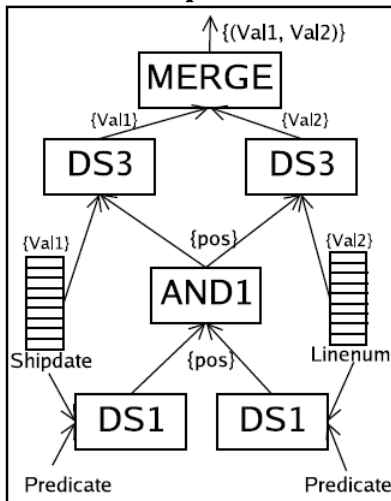 {(Val1, Val2)}
MERGE
{Val1} {Val2}
DS3 DS3
{Val1} {pos} {Val2}
AND1
Shipdate {pos} Linenum
DS1 DS1
Predicate Predicate